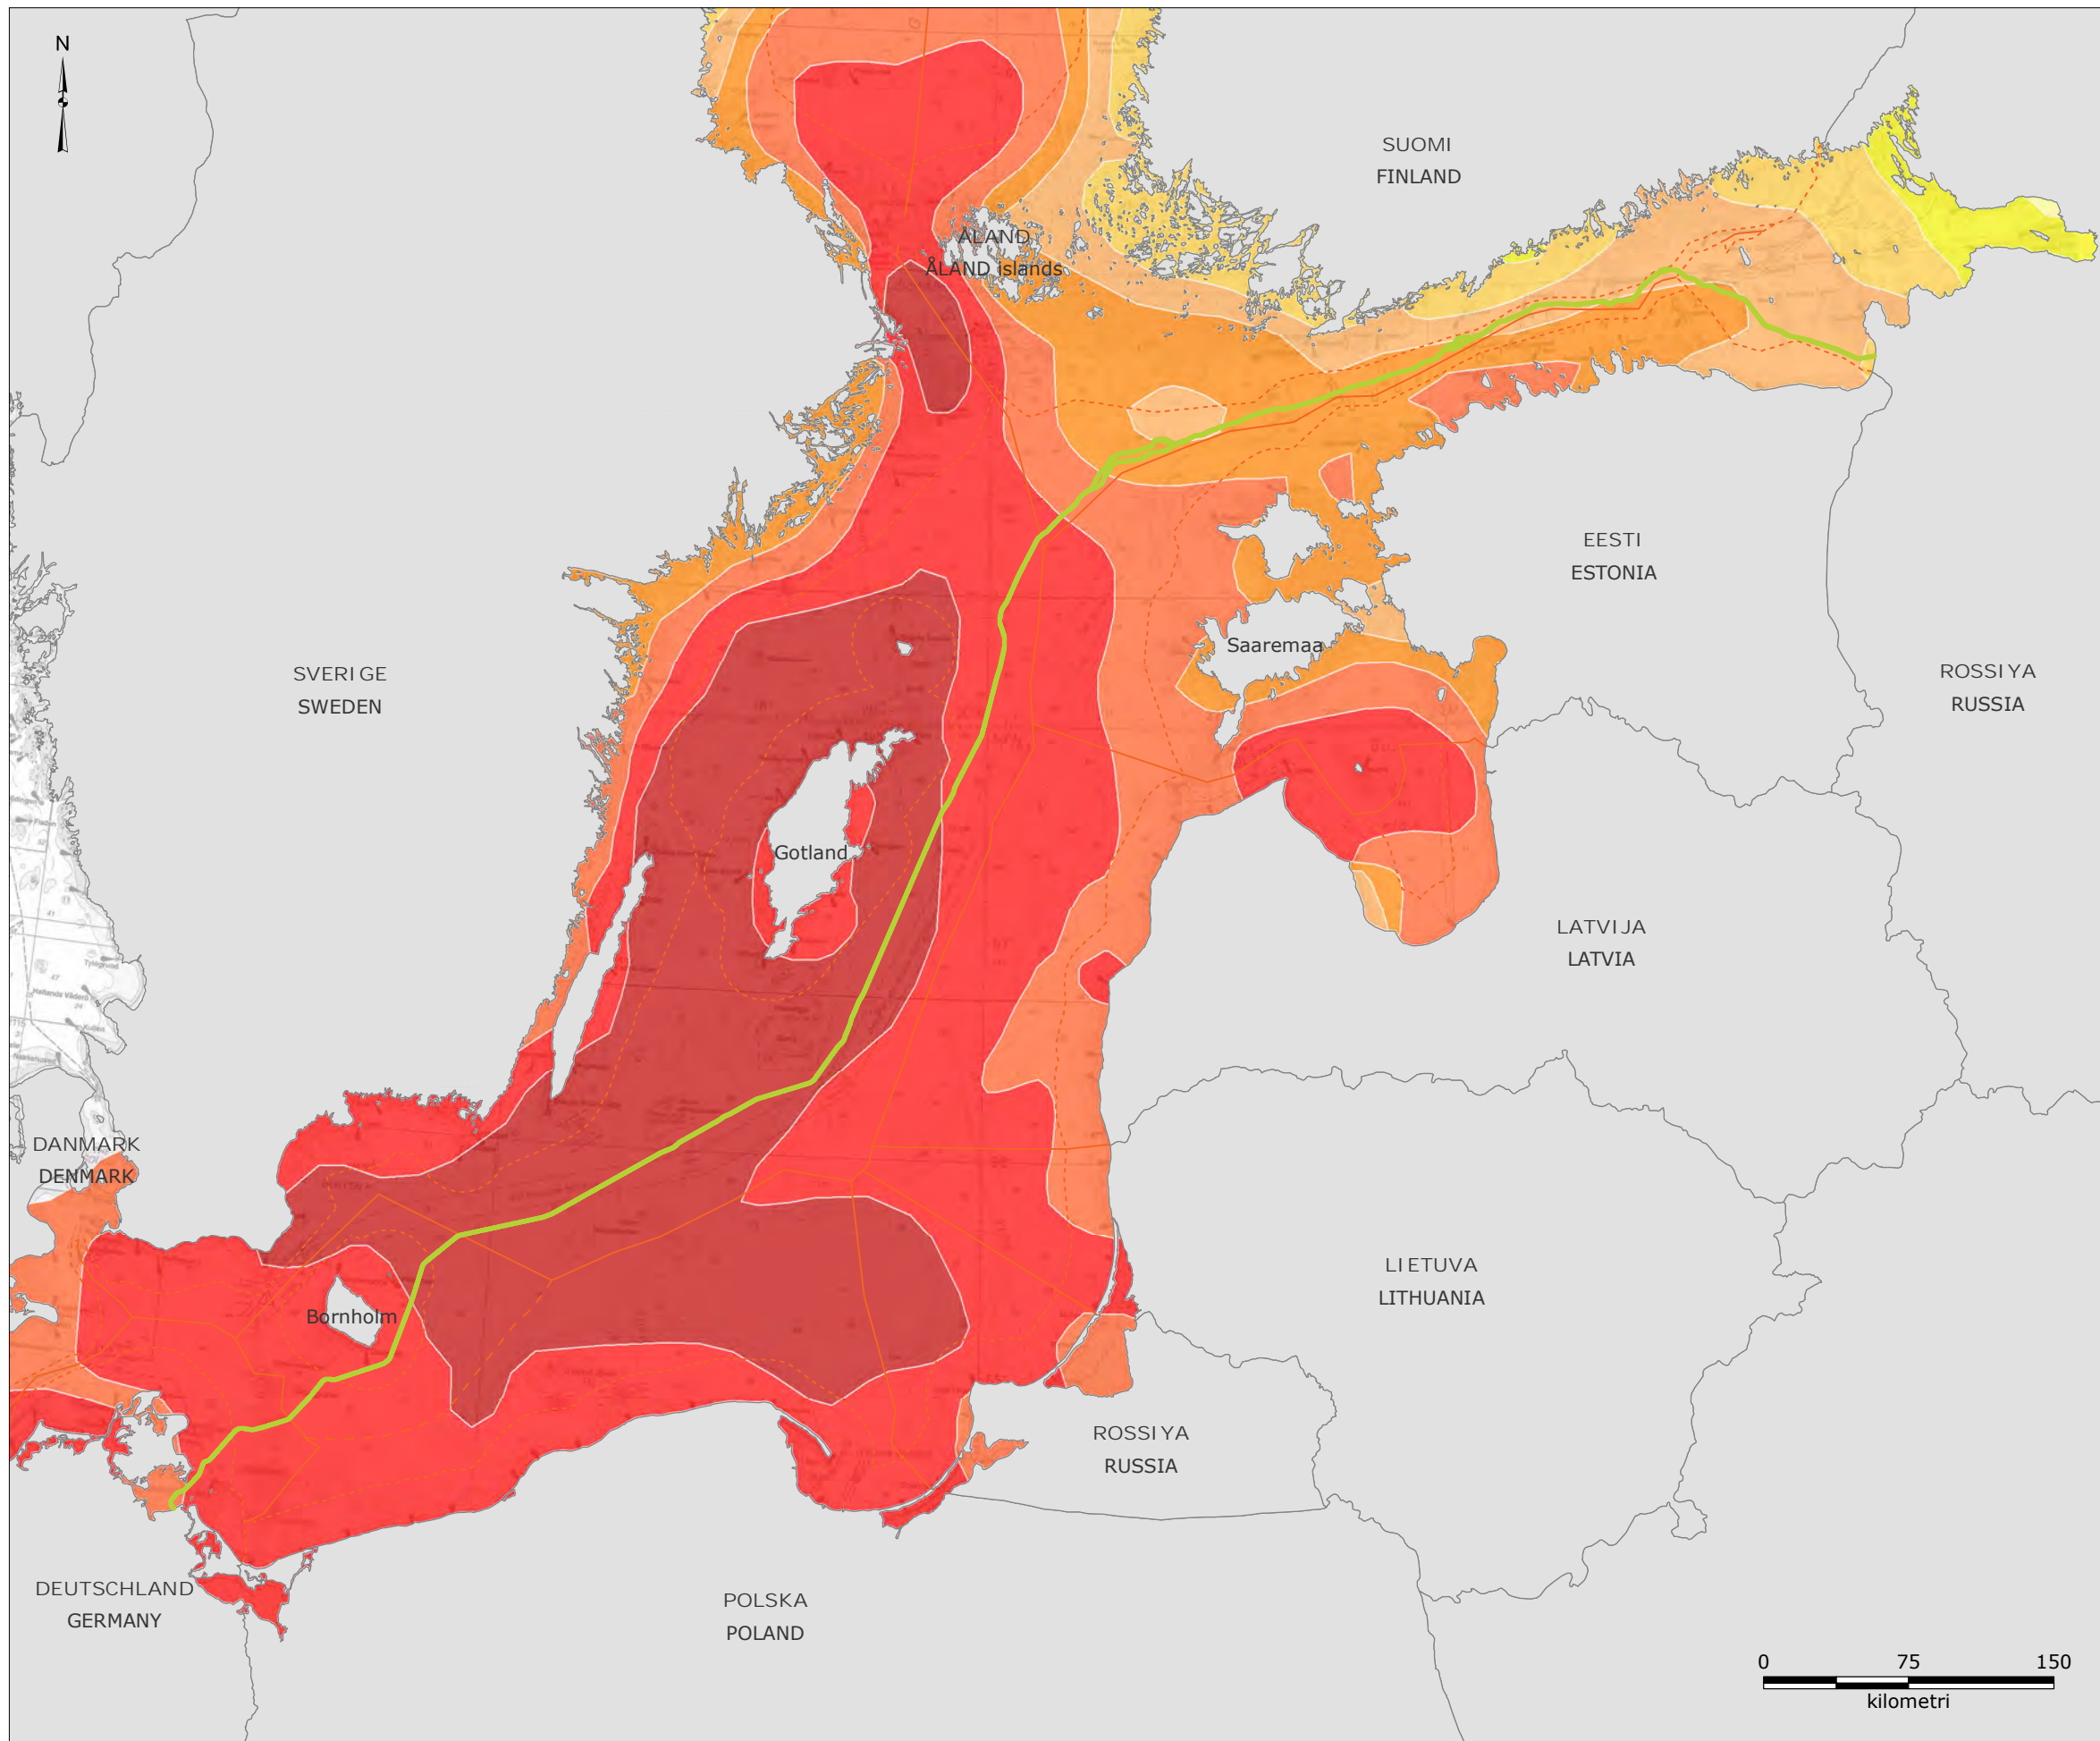 N
SUOMI
FINLAND
ÅLAND
ÅLAND islands
EESTI
ESTONIA
Saaremaa
SVERIGE
SWEDEN
ROSSIYA
RUSSIA
Gotland
LATVIJA
LATVIA
DANMARK
DENMARK
LIETUVA
LITHUANIA
Bornholm
ROSSIYA
RUSSIA
DEUTSCHLAND
GERMANY
POLSKA
POLAND
0 75 150
kilometri